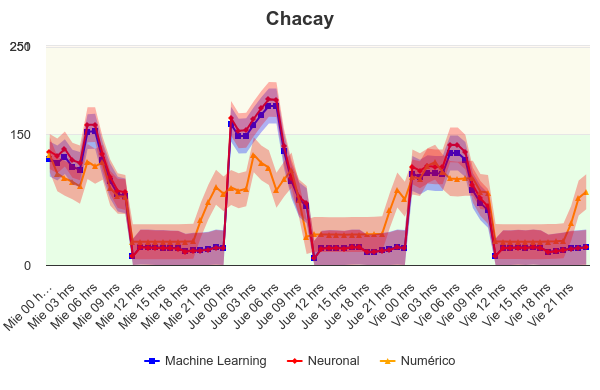 Chacay
250
150
0
Mie 00 h...
Mie 03 hrs
Mie 06 hrs
Mie 09 hrs
Mie 12 hrs
Mie 15 hrs
Mie 18 hrs
Mie 21 hrs
Jue 00 hrs
Jue 03 hrs
Jue 06 hrs
Jue 09 hrs
Jue 12 hrs
Jue 15 hrs
Jue 18 hrs
Jue 21 hrs
Vie 00 hrs
Vie 03 hrs
Vie 06 hrs
Vie 09 hrs
Vie 12 hrs
Vie 15 hrs
Vie 18 hrs
Vie 21 hrs
Machine Learning Neuronal Numérico